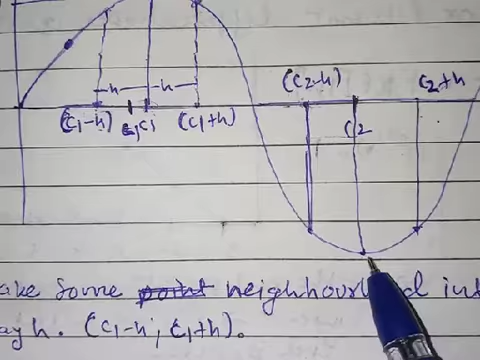 h h
(c1-h) c1 (c1+h) (c2-h) c2 c2+h
ake some point neighbourhood int
ay h. (c1-h, c1+h).